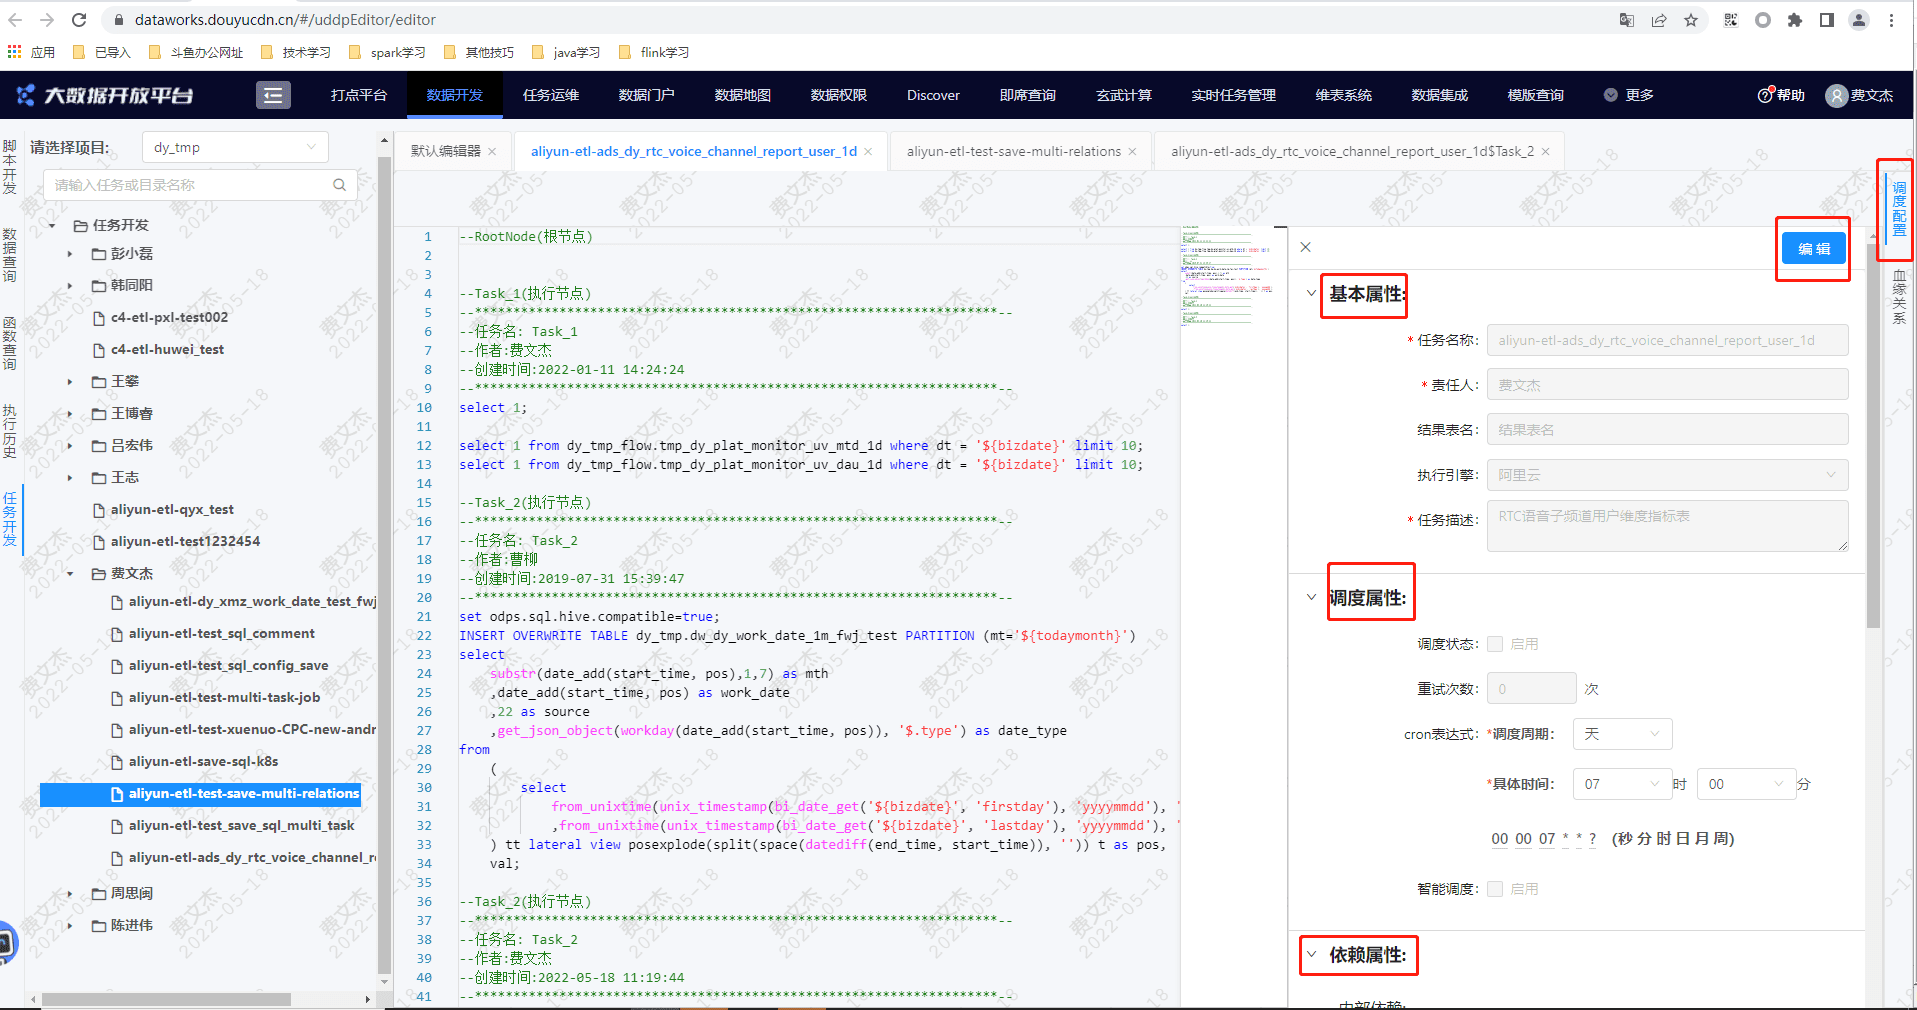 dataworks.douyucdn.cn/#/uddpEditor/editor
应用 已导入 斗鱼办公网址 技术学习 spark学习 其他技巧 java学习 flink学习
大数据开放平台 打点平台 数据开发 任务运维 数据门户 数据地图 数据权限 Discover 即席查询 玄武计算 实时任务管理 维表系统 数据集成 模版查询 更多 帮助 费文杰
脚本开发
数据查询
函数查询
执行历史
任务开发
请选择项目: dy_tmp
请输入任务或目录名称
任务开发
彭小磊
韩同阳
c4-etl-pxl-test002
c4-etl-huwei_test
王攀
王博睿
吕宏伟
王志
aliyun-etl-qyx_test
aliyun-etl-test1232454
费文杰
aliyun-etl-dy_xmz_work_date_test_fwj
aliyun-etl-test_sql_comment
aliyun-etl-test_sql_config_save
aliyun-etl-test-multi-task-job
aliyun-etl-test-xuenuo-CPC-new-andr
aliyun-etl-save-sql-k8s
aliyun-etl-test-save-multi-relations
aliyun-etl-test_save_sql_multi_task
aliyun-etl-ads_dy_rtc_voice_channel_r
周思闽
陈进伟
默认编辑器 aliyun-etl-ads_dy_rtc_voice_channel_report_user_1d aliyun-etl-test-save-multi-relations aliyun-etl-ads_dy_rtc_voice_channel_report_user_1d$Task_2
1 --RootNode(根节点)
2
3
4 --Task_1(执行节点)
5 --********************************************************************--
6 --任务名: Task_1
7 --作者:费文杰
8 --创建时间:2022-01-11 14:24:24
9 --********************************************************************--
10 select 1;
11
12 select 1 from dy_tmp_flow.tmp_dy_plat_monitor_uv_mtd_1d where dt = '${bizdate}' limit 10;
13 select 1 from dy_tmp_flow.tmp_dy_plat_monitor_uv_dau_1d where dt = '${bizdate}' limit 10;
14
15 --Task_2(执行节点)
16 --********************************************************************--
17 --任务名: Task_2
18 --作者:曹柳
19 --创建时间:2019-07-31 15:39:47
20 --********************************************************************--
21 set odps.sql.hive.compatible=true;
22 INSERT OVERWRITE TABLE dy_tmp.dw_dy_work_date_1m_fwj_test PARTITION (mt='${todaymonth}')
23 select
24 substr(date_add(start_time, pos),1,7) as mth
25 ,date_add(start_time, pos) as work_date
26 ,22 as source
27 ,get_json_object(workday(date_add(start_time, pos)), '$.type') as date_type
28 from
29 (
30 select
31 from_unixtime(unix_timestamp(bi_date_get('${bizdate}', 'firstday'), 'yyyymmdd'), '
32 ,from_unixtime(unix_timestamp(bi_date_get('${bizdate}', 'lastday'), 'yyyymmdd'), '
33 ) tt lateral view posexplode(split(space(datediff(end_time, start_time)), '')) t as pos,
34 val;
35
36 --Task_2(执行节点)
37 --********************************************************************--
38 --任务名: Task_2
39 --作者:费文杰
40 --创建时间:2022-05-18 11:19:44
41 --********************************************************************--
编 辑
基本属性:
* 任务名称: aliyun-etl-ads_dy_rtc_voice_channel_report_user_1d
* 责任人: 费文杰
结果表名: 结果表名
执行引擎: 阿里云
* 任务描述: RTC语音子频道用户维度指标表
调度属性:
调度状态: 启用
重试次数: 0 次
cron表达式: *调度周期: 天
*具体时间: 07 时 00 分
00 00 07 * * ? (秒 分 时 日 月 周)
智能调度: 启用
依赖属性:
内部依赖:
调度配置
血缘关系
费文杰
2022-05-18